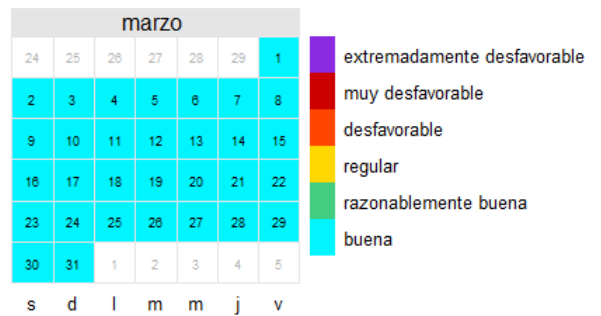 marzo
24 25 26 27 28 29 1
2 3 4 5 6 7 8
9 10 11 12 13 14 15
16 17 18 19 20 21 22
23 24 25 26 27 28 29
30 31 1 2 3 4 5
s d l m m j v
extremadamente desfavorable
muy desfavorable
desfavorable
regular
razonablemente buena
buena